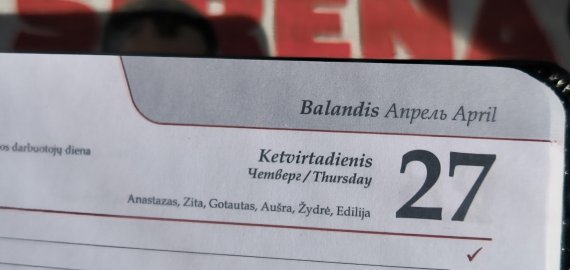 Balandis Апрель April
os darbuotojų diena
Ketvirtadienis
Четверг / Thursday
27
Anastazas, Zita, Gotautas, Aušra, Žydrė, Edilija